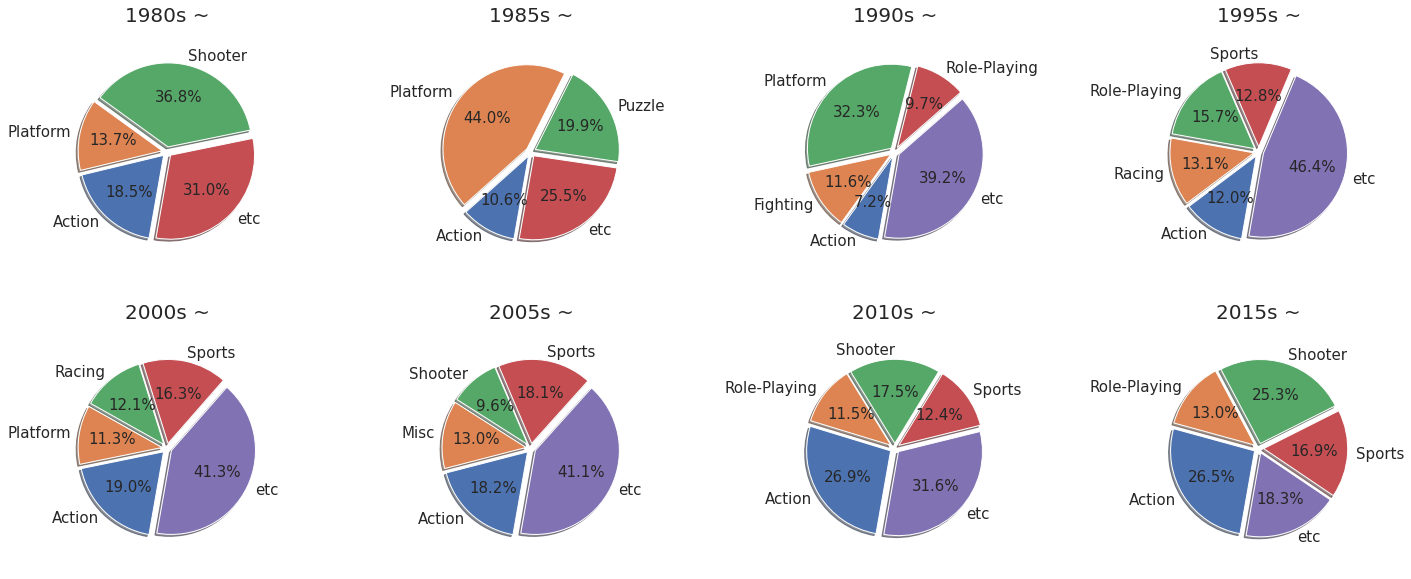 1980s ~
Shooter
36.8%
Platform
13.7%
18.5%
31.0%
Action
etc
1985s ~
Platform
44.0%
Puzzle
19.9%
10.6%
25.5%
Action
etc
1990s ~
Role-Playing
Platform
9.7%
32.3%
11.6%
39.2%
7.2%
Fighting
etc
Action
1995s ~
Sports
Role-Playing
12.8%
15.7%
13.1%
46.4%
Racing
etc
12.0%
Action
2000s ~
Sports
Racing
16.3%
12.1%
Platform
11.3%
41.3%
19.0%
etc
Action
2005s ~
Sports
Shooter
18.1%
9.6%
Misc
13.0%
41.1%
18.2%
etc
Action
2010s ~
Shooter
Role-Playing
17.5%
Sports
11.5%
12.4%
26.9%
31.6%
Action
etc
2015s ~
Shooter
Role-Playing
25.3%
13.0%
16.9%
Sports
26.5%
18.3%
Action
etc